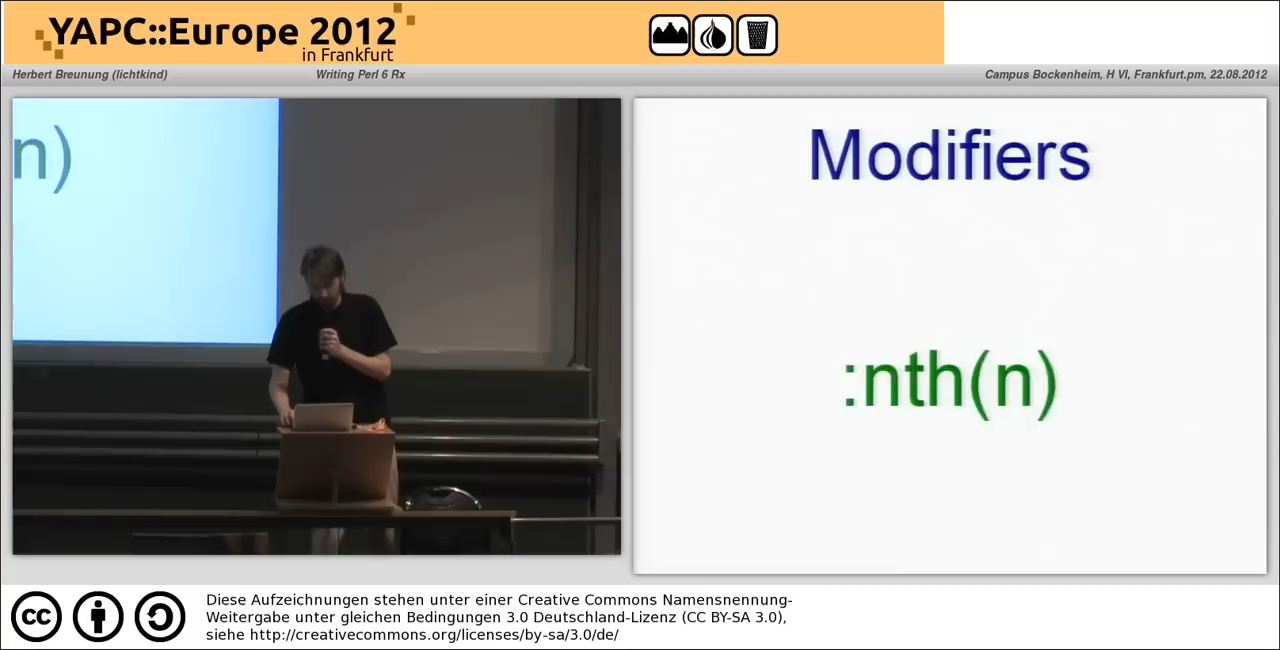 YAPC::Europe 2012
in Frankfurt
Herbert Breunung (lichtkind)
Writing Perl 6 Rx
Campus Bockenheim, H VI, Frankfurt.pm, 22.08.2012
n)
Modifiers
:nth(n)
cc
Diese Aufzeichnungen stehen unter einer Creative Commons Namensnennung-
Weitergabe unter gleichen Bedingungen 3.0 Deutschland-Lizenz (CC BY-SA 3.0),
siehe http://creativecommons.org/licenses/by-sa/3.0/de/